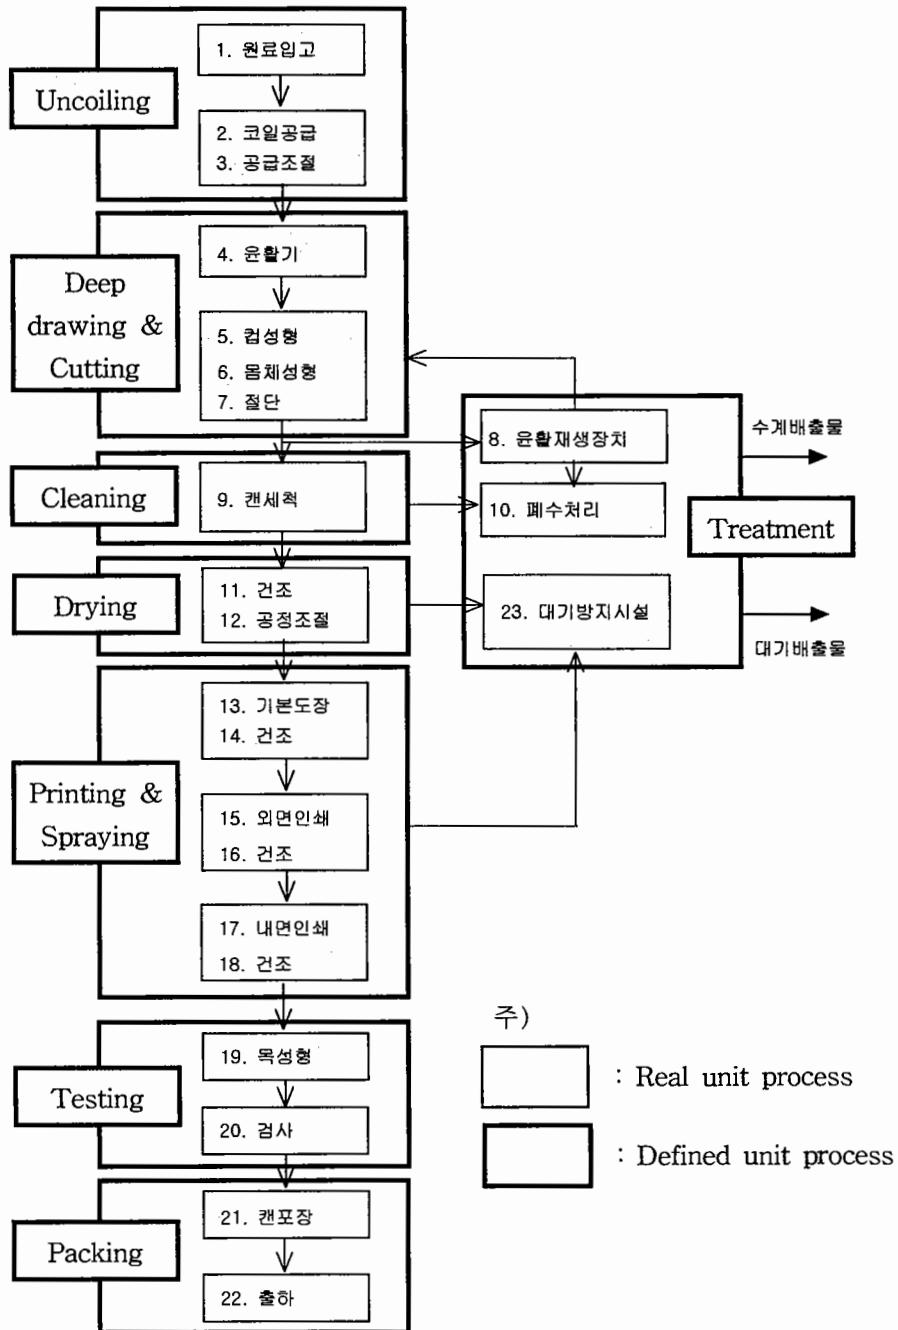 Uncoiling
1. 원료입고
2. 코일공급
3. 공급조절
Deep
drawing &
Cutting
4. 윤활기
5. 컵성형
6. 몸체성형
7. 절단
8. 윤활재생장치
수계배출물
Cleaning
9. 캔세척
10. 폐수처리
Treatment
Drying
11. 건조
12. 공정조절
23. 대기방지시설
대기배출물
Printing &
Spraying
13. 기본도장
14. 건조
15. 외면인쇄
16. 건조
17. 내면인쇄
18. 건조
Testing
19. 목성형
20. 검사
Packing
21. 캔포장
22. 출하
주)
: Real unit process
: Defined unit process